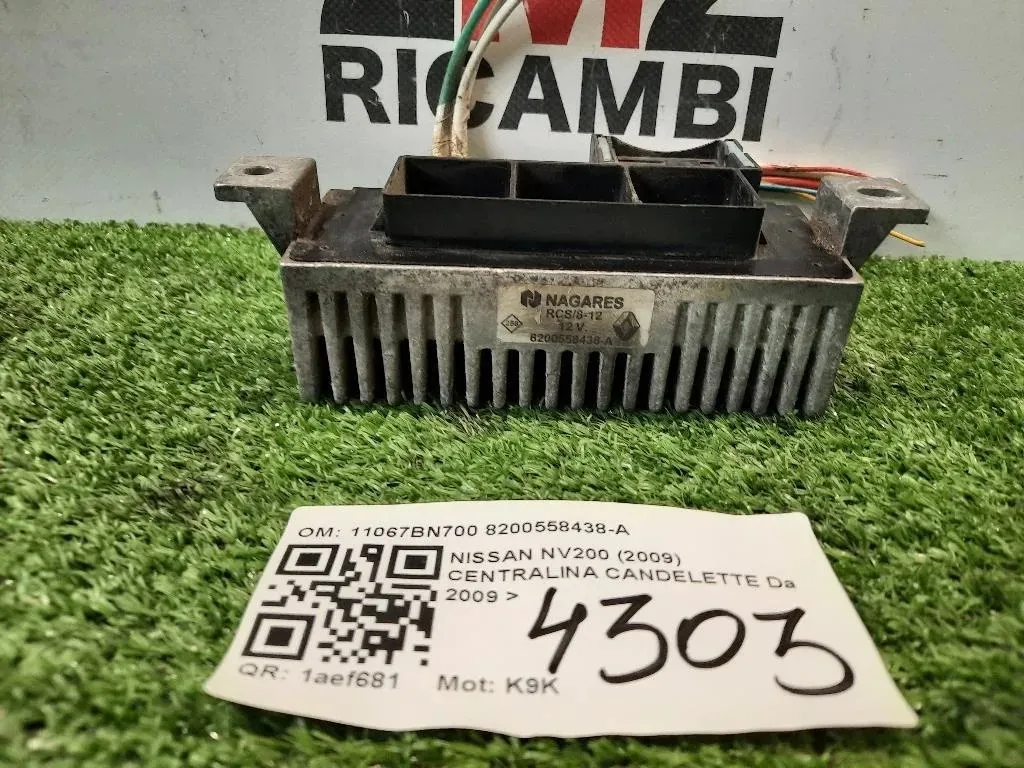 RICAMBI
NAGARES
RCS/8-12
288
12 V.
8200558438-A
OM: 11067BN700 8200558438-A
NISSAN NV200 (2009)
CENTRALINA CANDELETTE Da
2009 >
4303
QR: 1aef681
Mot: K9K